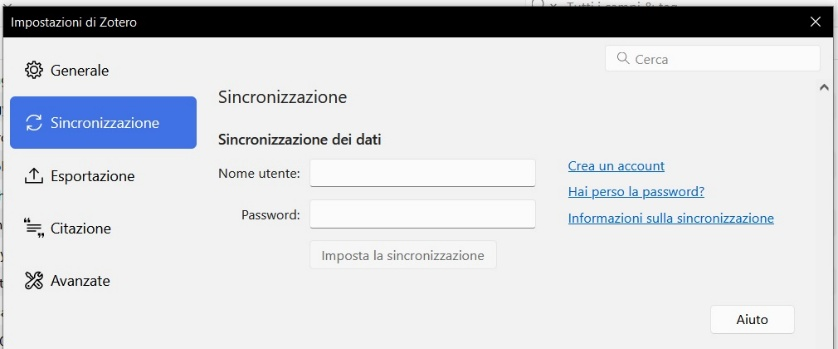 Impostazioni di Zotero
Cerca
Generale
Sincronizzazione
Esportazione
Citazione
Avanzate
Sincronizzazione
Sincronizzazione dei dati
Nome utente:
Crea un account
Hai perso la password?
Password:
Informazioni sulla sincronizzazione
Imposta la sincronizzazione
Aiuto